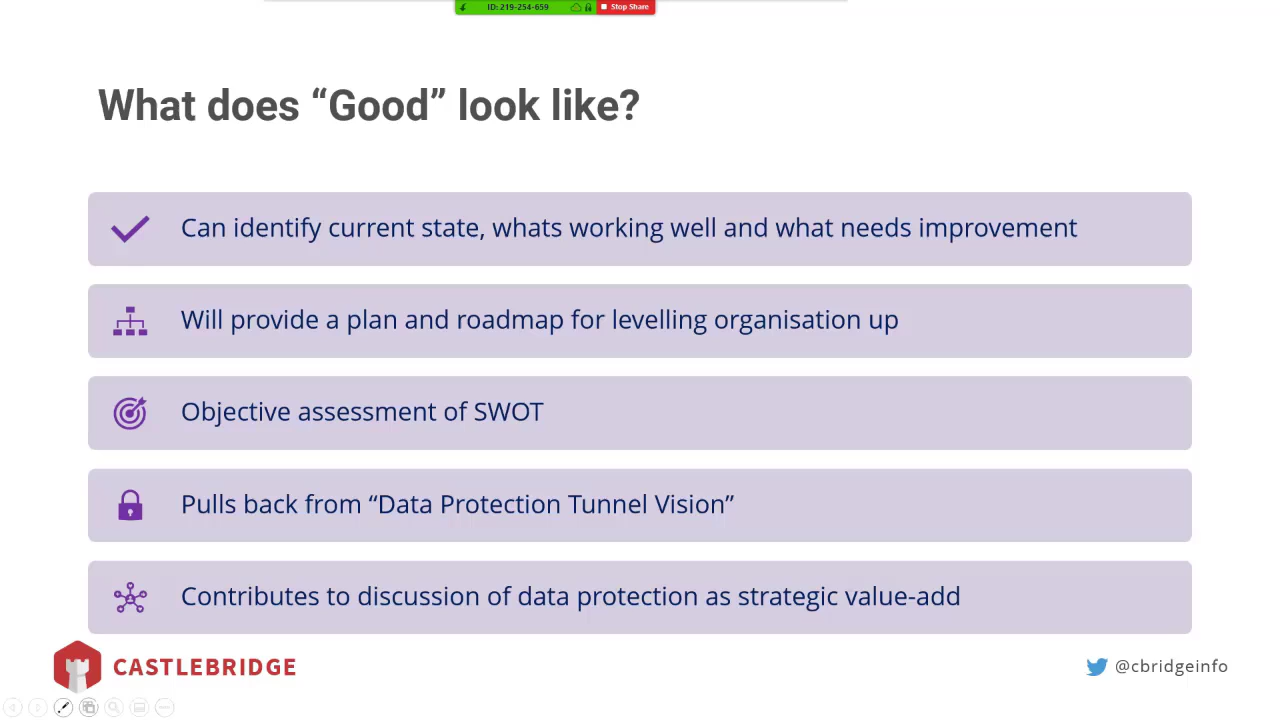 ID: 219-254-659 Stop Share
What does “Good” look like?
Can identify current state, whats working well and what needs improvement
Will provide a plan and roadmap for levelling organisation up
Objective assessment of SWOT
Pulls back from “Data Protection Tunnel Vision”
Contributes to discussion of data protection as strategic value-add
CASTLEBRIDGE
@cbridgeinfo